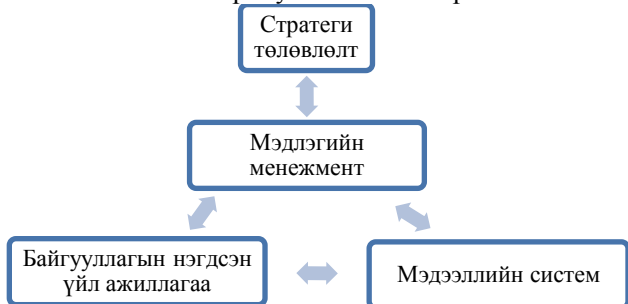 Стратеги
төлөвлөлт
Мэдлэгийн
менежмент
Байгууллагын нэгдсэн
үйл ажиллагаа
Мэдээллийн систем